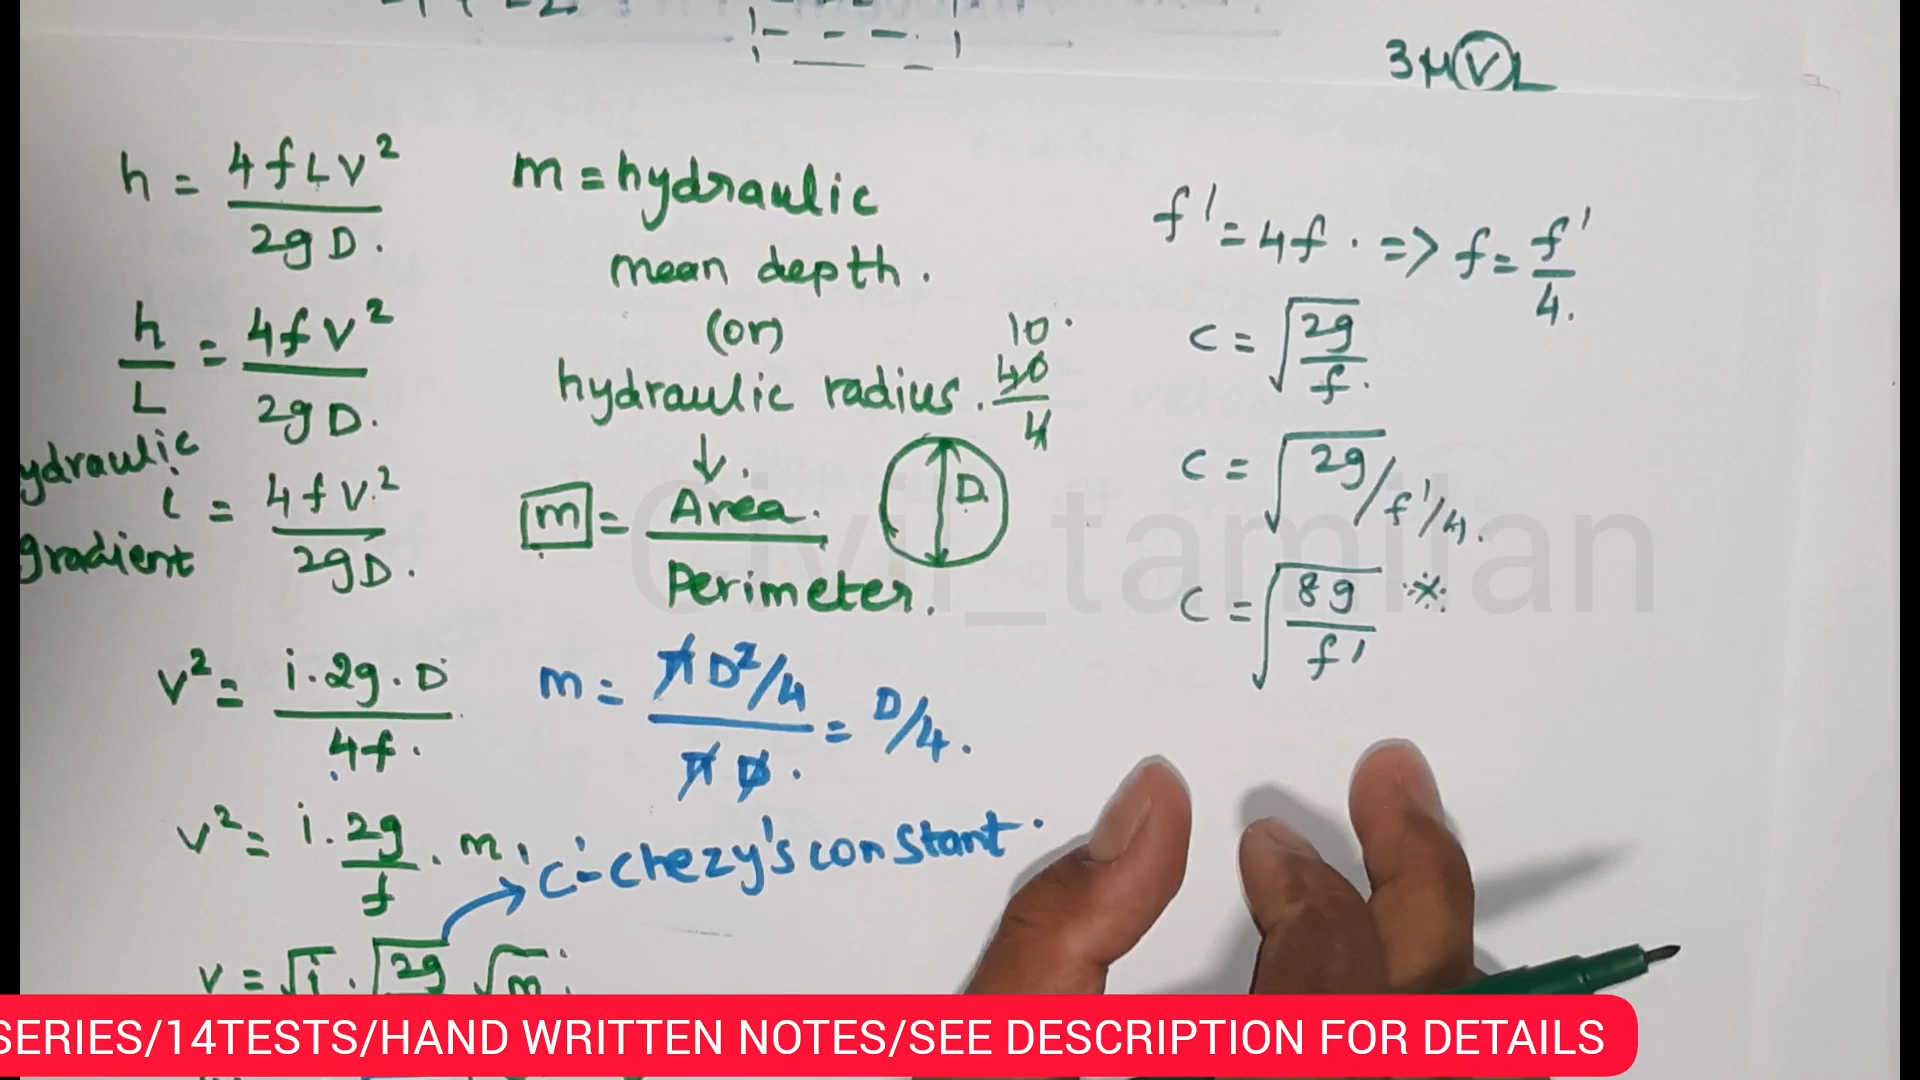 3μVL
h = 4fLV² / 2gD.
h/L = 4fV² / 2gD.
ydraulic
gradient
i = 4fV² / 2gD.
V² = i.2g.D / 4f.
V² = i.2g/f . m
V = √i . √2g √m
m = hydraulic
mean depth.
(or)
hydraulic radius.
10
40
4
D
m = Area. / Perimeter.
m = πD²/4 / πD. = D/4.
'C' - chezy's constant.
f' = 4f. => f = f'/4.
C = √2g/f.
C = √2g/f'/4.
C = √8g/f'
Civil_tamilan
SERIES/14TESTS/HAND WRITTEN NOTES/SEE DESCRIPTION FOR DETAILS